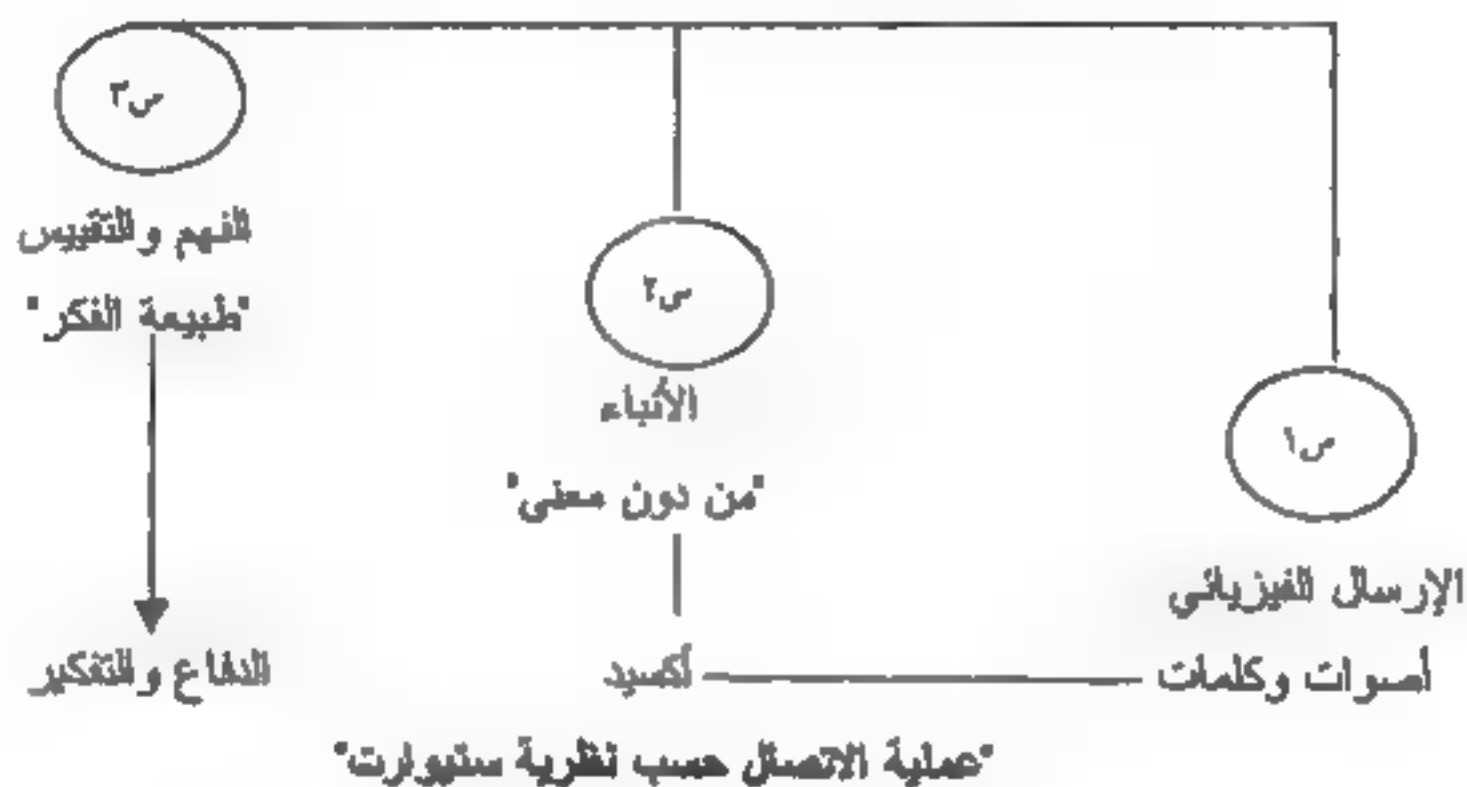 س٣
الفهم والتقييس
"طبيعة الفكر"
الدفاع والتفكير
س٢
الأنباء
"من دون معنى"
أكسيد
س١
الإرسال الفيزيائي
أصوات وكلمات
"عملية الاتصال حسب نظرية ستيوارت"